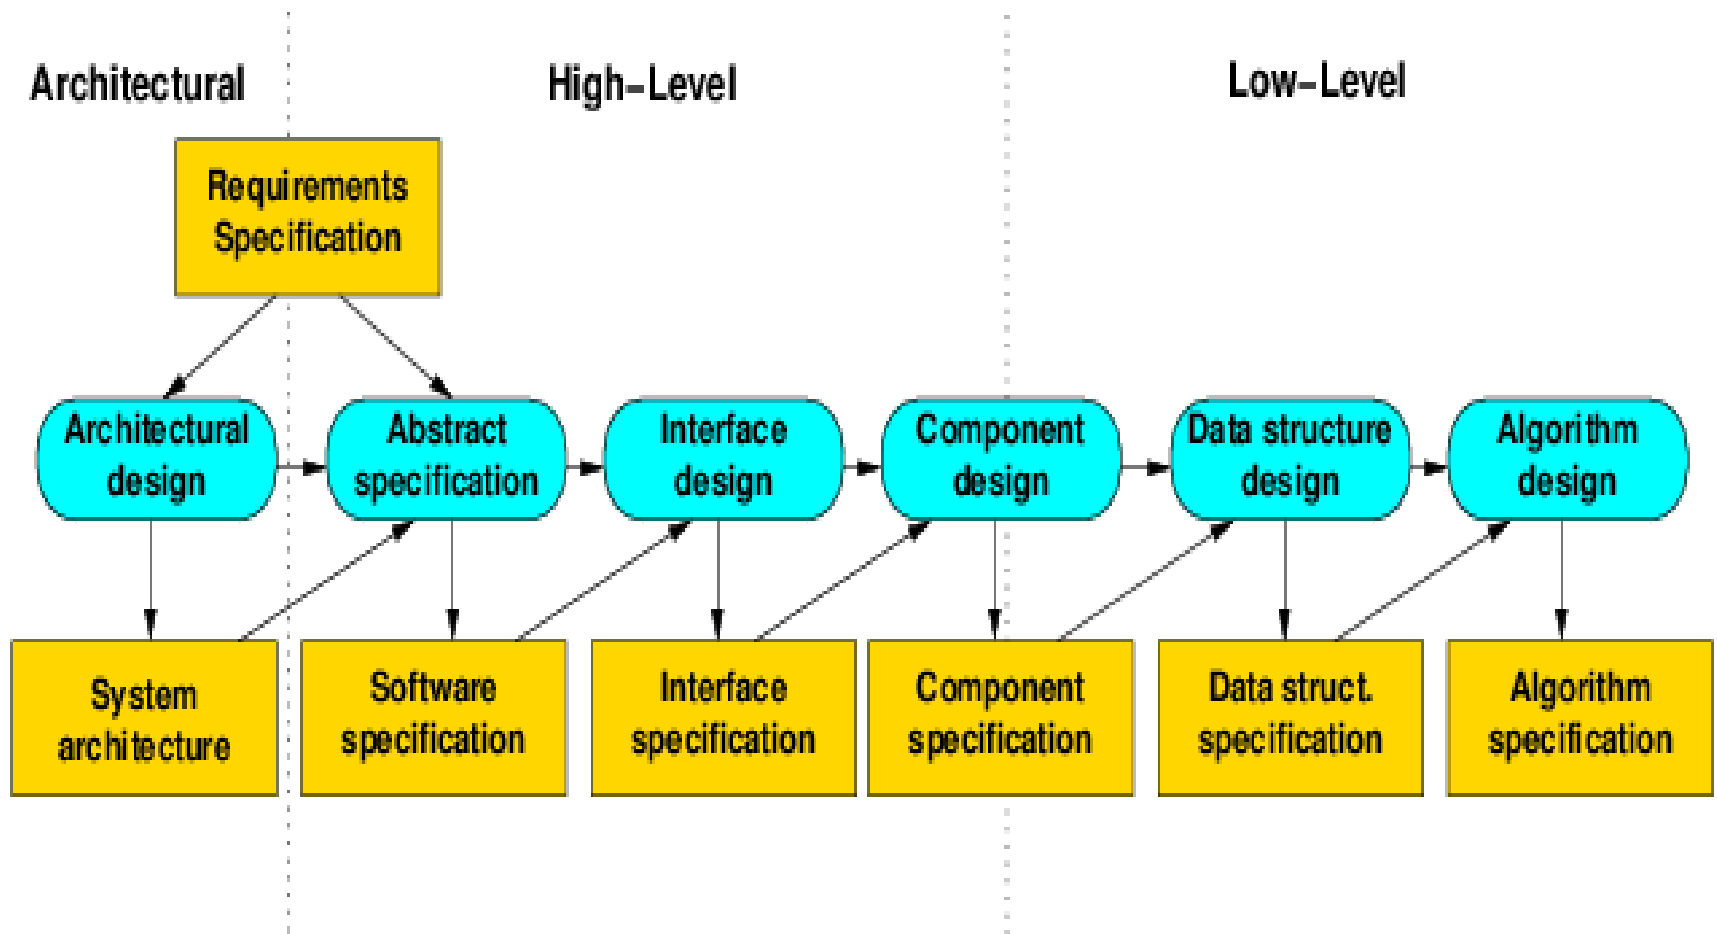 Architectural
High-Level
Low-Level
Requirements
Specification
Architectural
design
Abstract
specification
Interface
design
Component
design
Data structure
design
Algorithm
design
System
architecture
Software
specification
Interface
specification
Component
specification
Data struct.
specification
Algorithm
specification